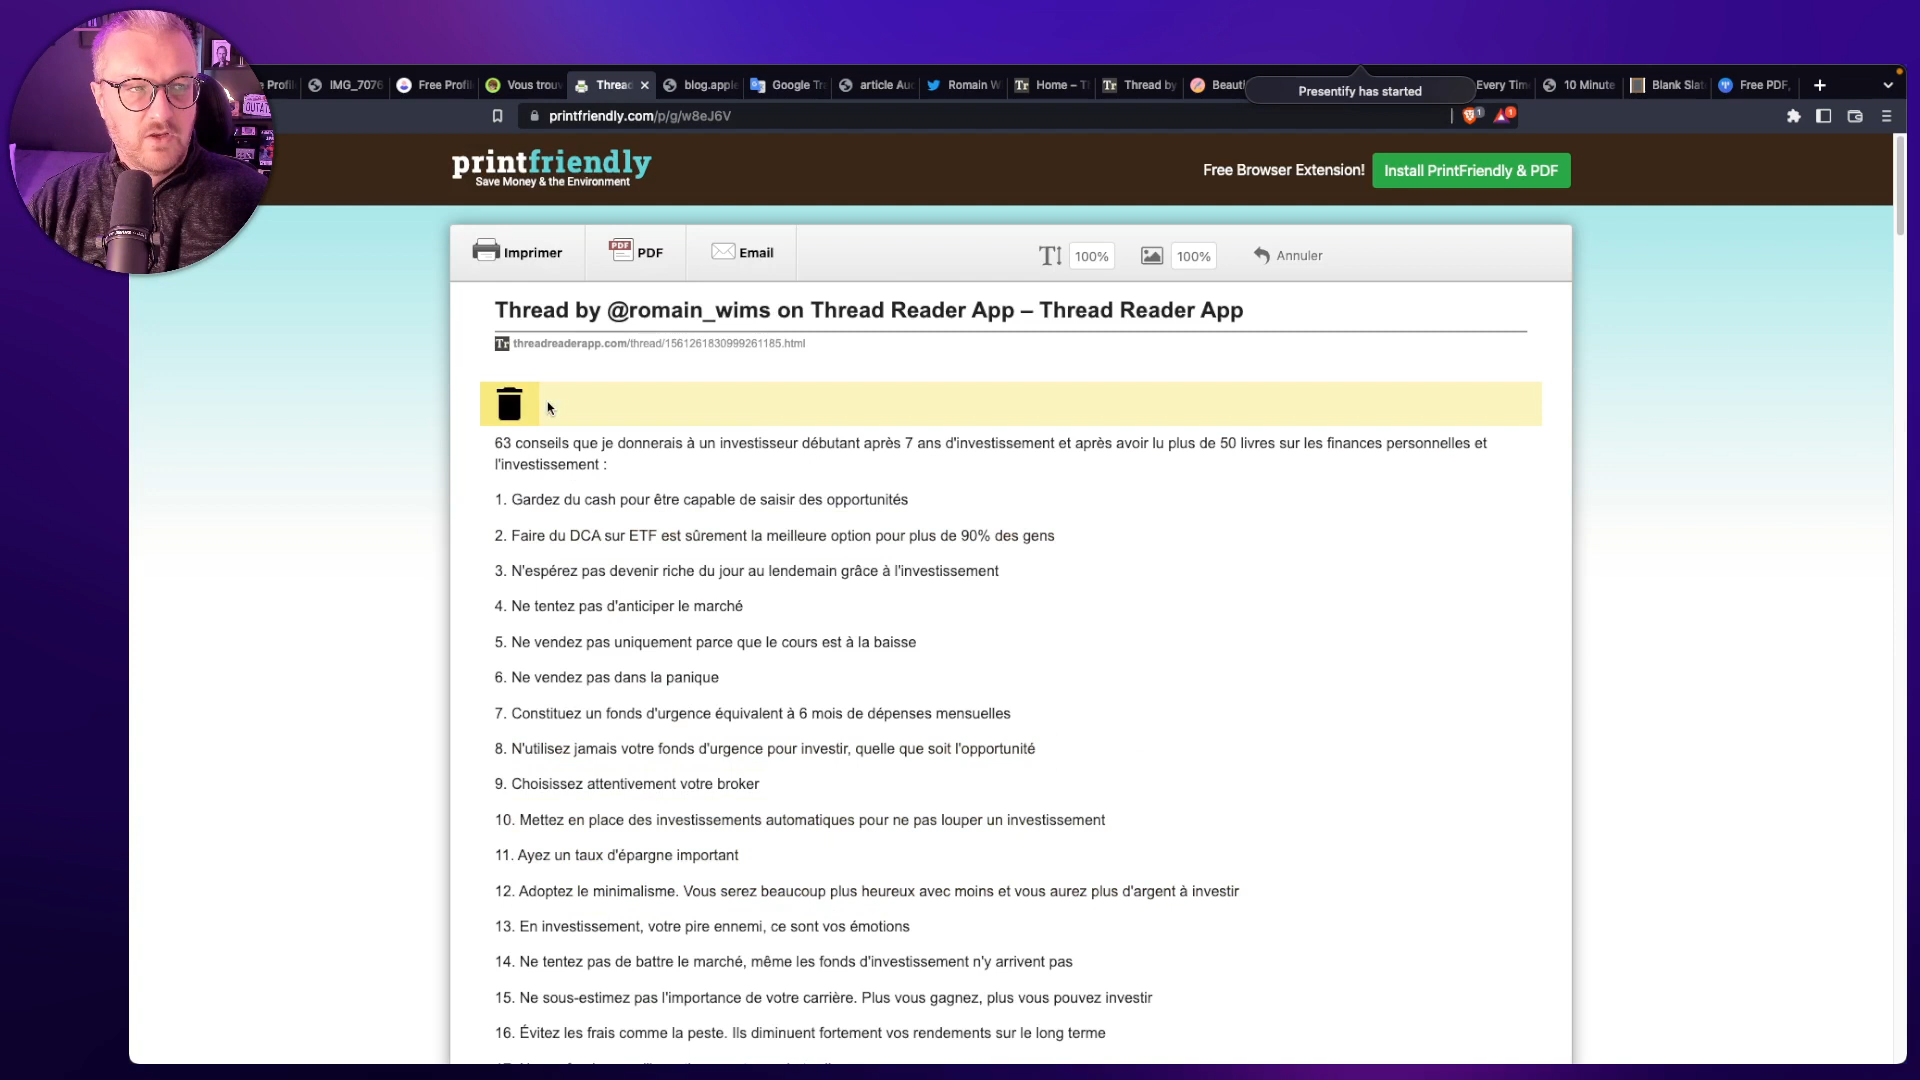 e Profil
IMG_7076
Free Profil
Vous trouv
Thread
blog.apple
Google Tra
article Aud
Romain W
Home – T
Thread by
Beauti
Presentify has started
Every Tim
10 Minute
Blank Slat
Free PDF,
printfriendly.com/p/g/w8eJ6V
1
1
printfriendly
Save Money & the Environment
Free Browser Extension!
Install PrintFriendly & PDF
Imprimer
PDF
PDF
Email
100%
100%
Annuler
Thread by @romain_wims on Thread Reader App – Thread Reader App
Tr threadreaderapp.com/thread/1561261830999261185.html
63 conseils que je donnerais à un investisseur débutant après 7 ans d'investissement et après avoir lu plus de 50 livres sur les finances personnelles et
l'investissement :
1. Gardez du cash pour être capable de saisir des opportunités
2. Faire du DCA sur ETF est sûrement la meilleure option pour plus de 90% des gens
3. N'espérez pas devenir riche du jour au lendemain grâce à l'investissement
4. Ne tentez pas d'anticiper le marché
5. Ne vendez pas uniquement parce que le cours est à la baisse
6. Ne vendez pas dans la panique
7. Constituez un fonds d'urgence équivalent à 6 mois de dépenses mensuelles
8. N'utilisez jamais votre fonds d'urgence pour investir, quelle que soit l'opportunité
9. Choisissez attentivement votre broker
10. Mettez en place des investissements automatiques pour ne pas louper un investissement
11. Ayez un taux d'épargne important
12. Adoptez le minimalisme. Vous serez beaucoup plus heureux avec moins et vous aurez plus d'argent à investir
13. En investissement, votre pire ennemi, ce sont vos émotions
14. Ne tentez pas de battre le marché, même les fonds d'investissement n'y arrivent pas
15. Ne sous-estimez pas l'importance de votre carrière. Plus vous gagnez, plus vous pouvez investir
16. Évitez les frais comme la peste. Ils diminuent fortement vos rendements sur le long terme